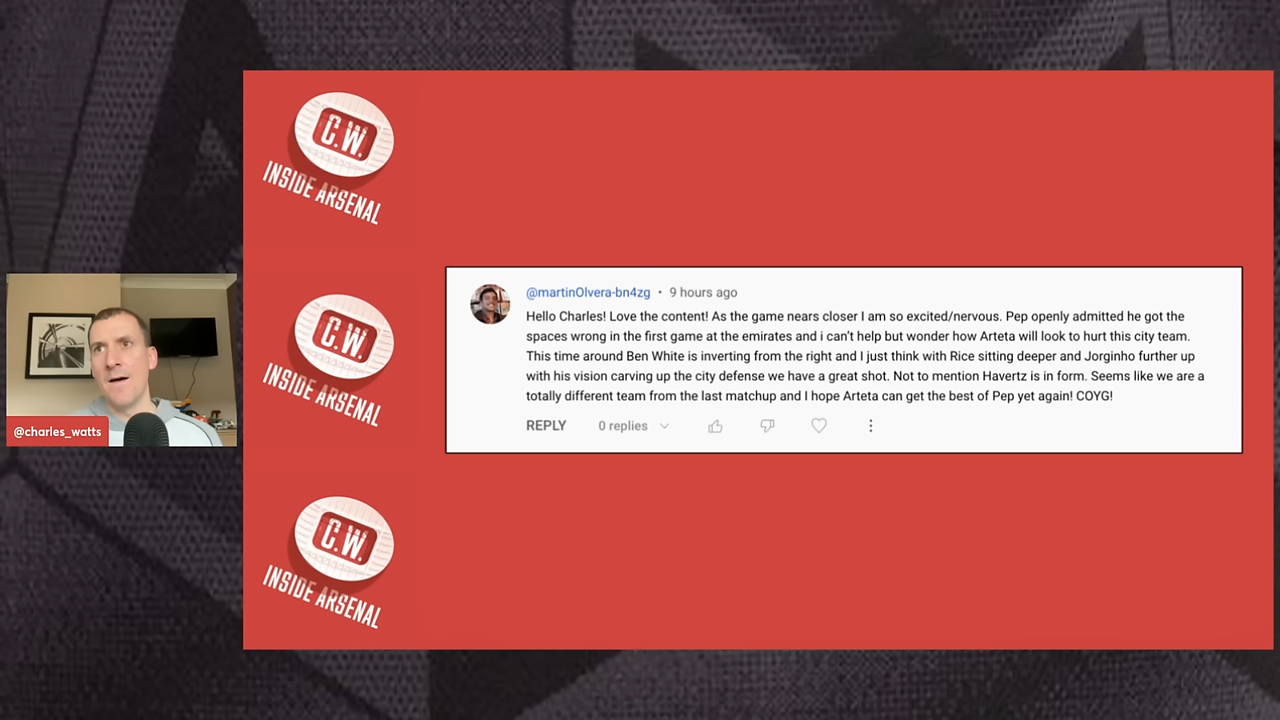 C.W.
INSIDE ARSENAL
C.W.
INSIDE ARSENAL
C.W.
INSIDE ARSENAL
@charles_watts
@martinOlvera-bn4zg • 9 hours ago
Hello Charles! Love the content! As the game nears closer I am so excited/nervous. Pep openly admitted he got the
spaces wrong in the first game at the emirates and i can't help but wonder how Arteta will look to hurt this city team.
This time around Ben White is inverting from the right and I just think with Rice sitting deeper and Jorginho further up
with his vision carving up the city defense we have a great shot. Not to mention Havertz is in form. Seems like we are a
totally different team from the last matchup and I hope Arteta can get the best of Pep yet again! COYG!
REPLY 0 replies